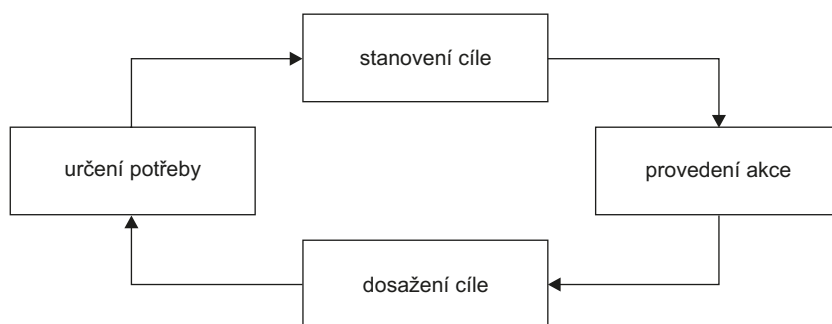 stanovení cíle
určení potřeby
provedení akce
dosažení cíle